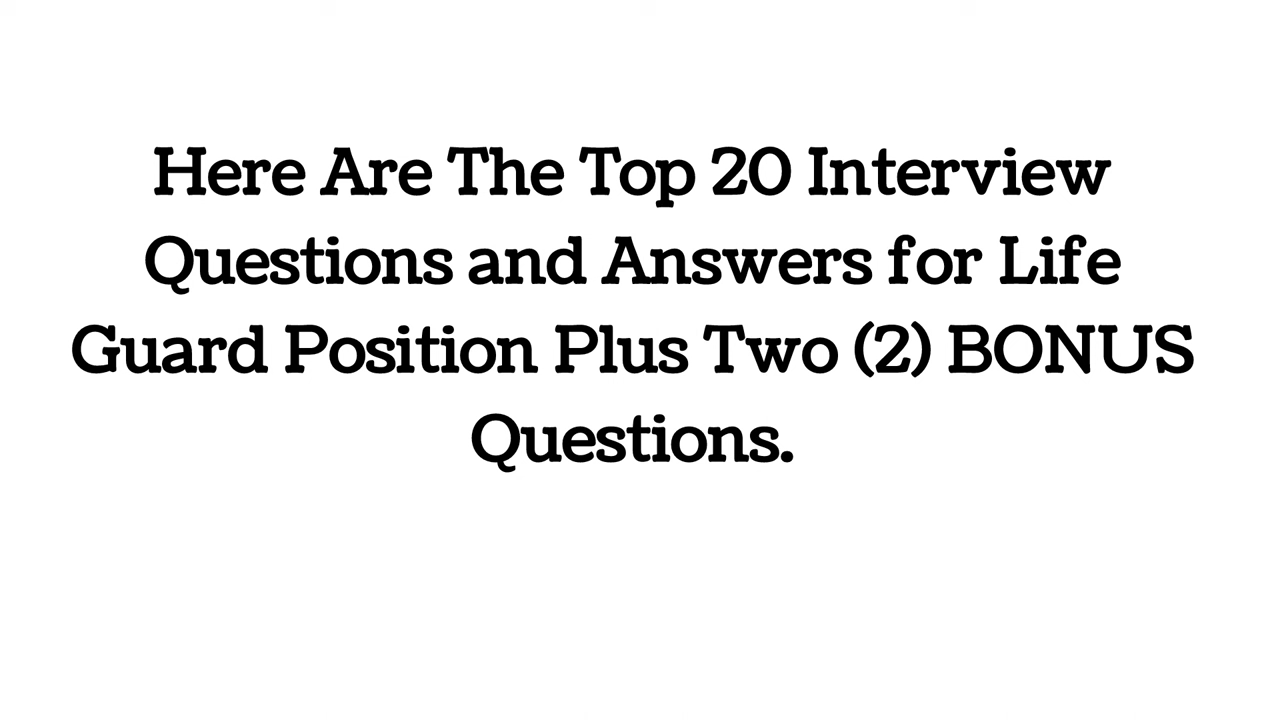 Here Are The Top 20 Interview
Questions and Answers for Life
Guard Position Plus Two (2) BONUS
Questions.